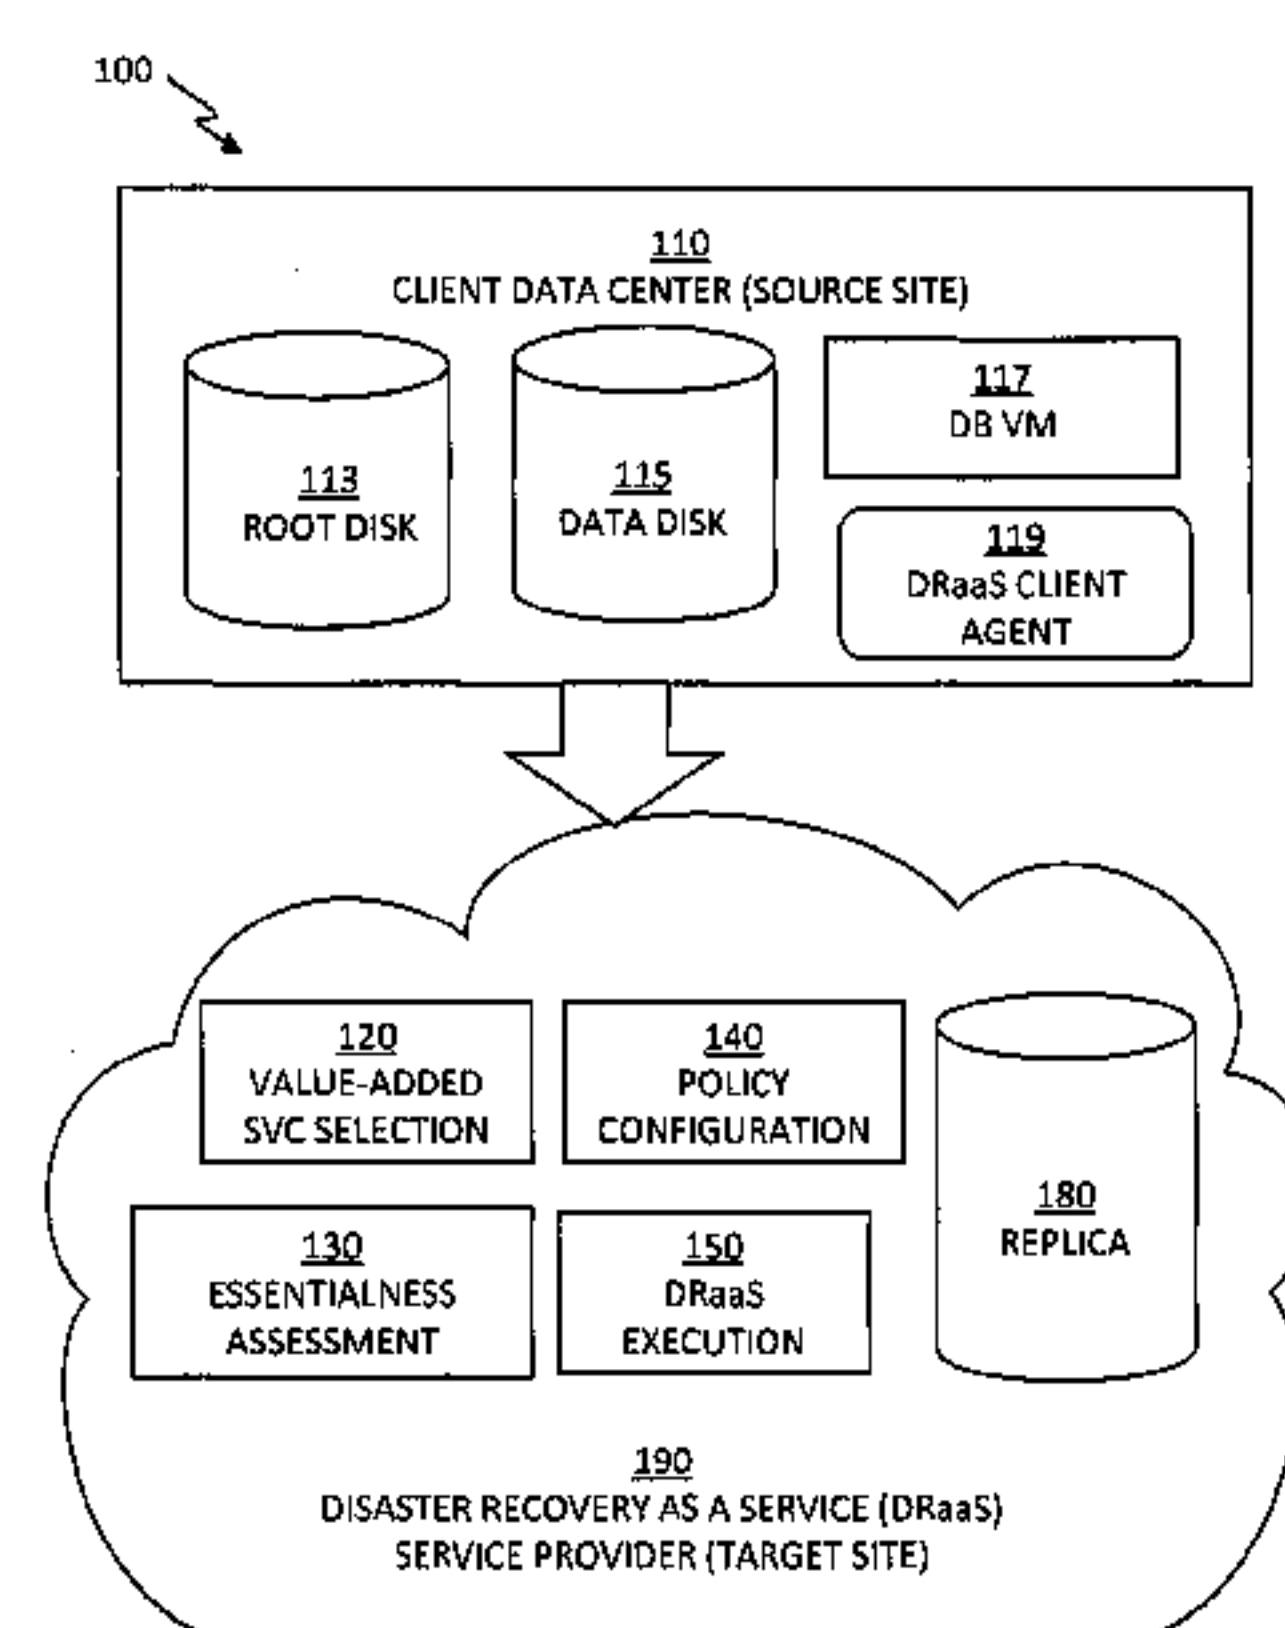 100
110
CLIENT DATA CENTER (SOURCE SITE)
113
ROOT DISK
115
DATA DISK
117
DB VM
119
DRaaS CLIENT
AGENT
120
VALUE-ADDED
SVC SELECTION
140
POLICY
CONFIGURATION
130
ESSENTIALNESS
ASSESSMENT
150
DRaaS
EXECUTION
180
REPLICA
190
DISASTER RECOVERY AS A SERVICE (DRaaS)
SERVICE PROVIDER (TARGET SITE)